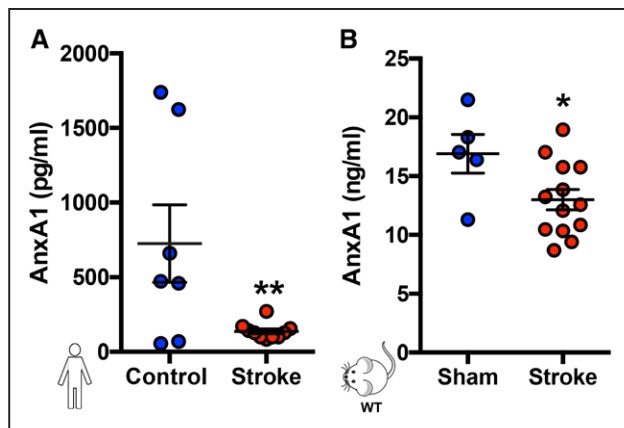 A
AnxA1 (pg/ml)
2000
1500
1000
500
0
**
Control Stroke
B
AnxA1 (ng/ml)
25
20
15
10
5
0
*
Sham Stroke
WT